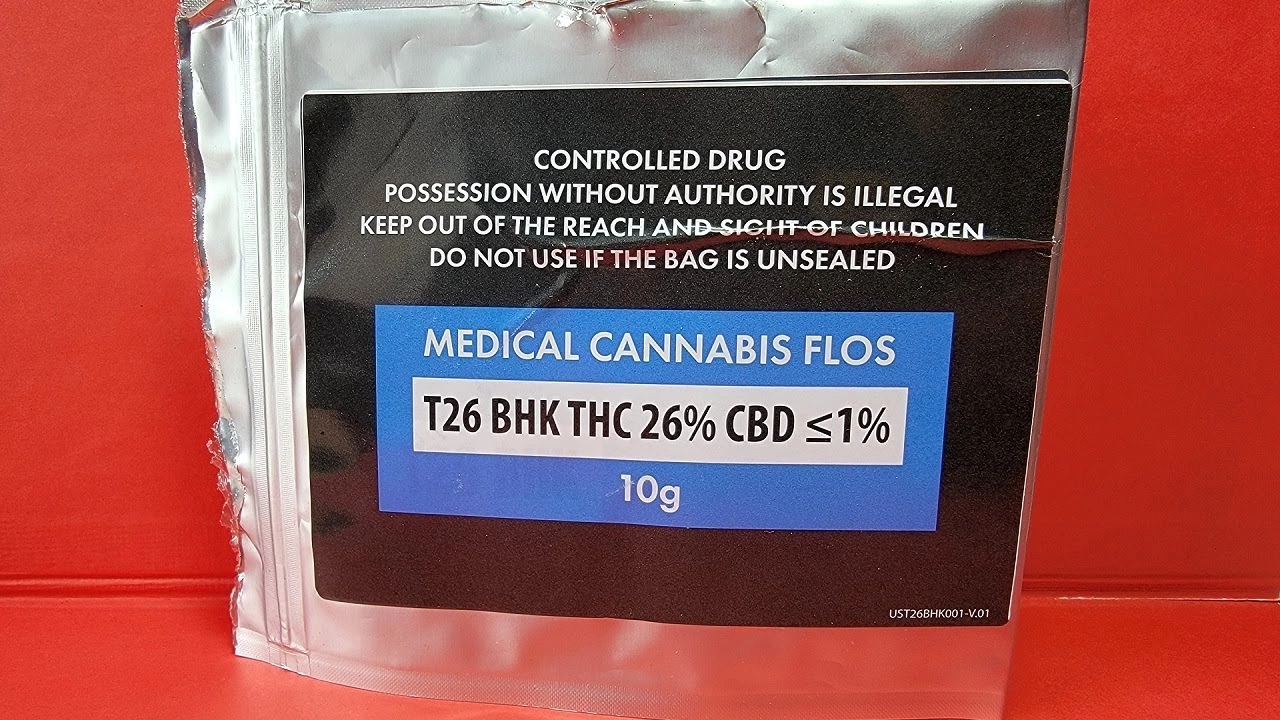 CONTROLLED DRUG
POSSESSION WITHOUT AUTHORITY IS ILLEGAL
KEEP OUT OF THE REACH AND SIGHT OF CHILDREN
DO NOT USE IF THE BAG IS UNSEALED
MEDICAL CANNABIS FLOS
T26 BHK THC 26% CBD ≤1%
10g
UST26BHK001-V.01